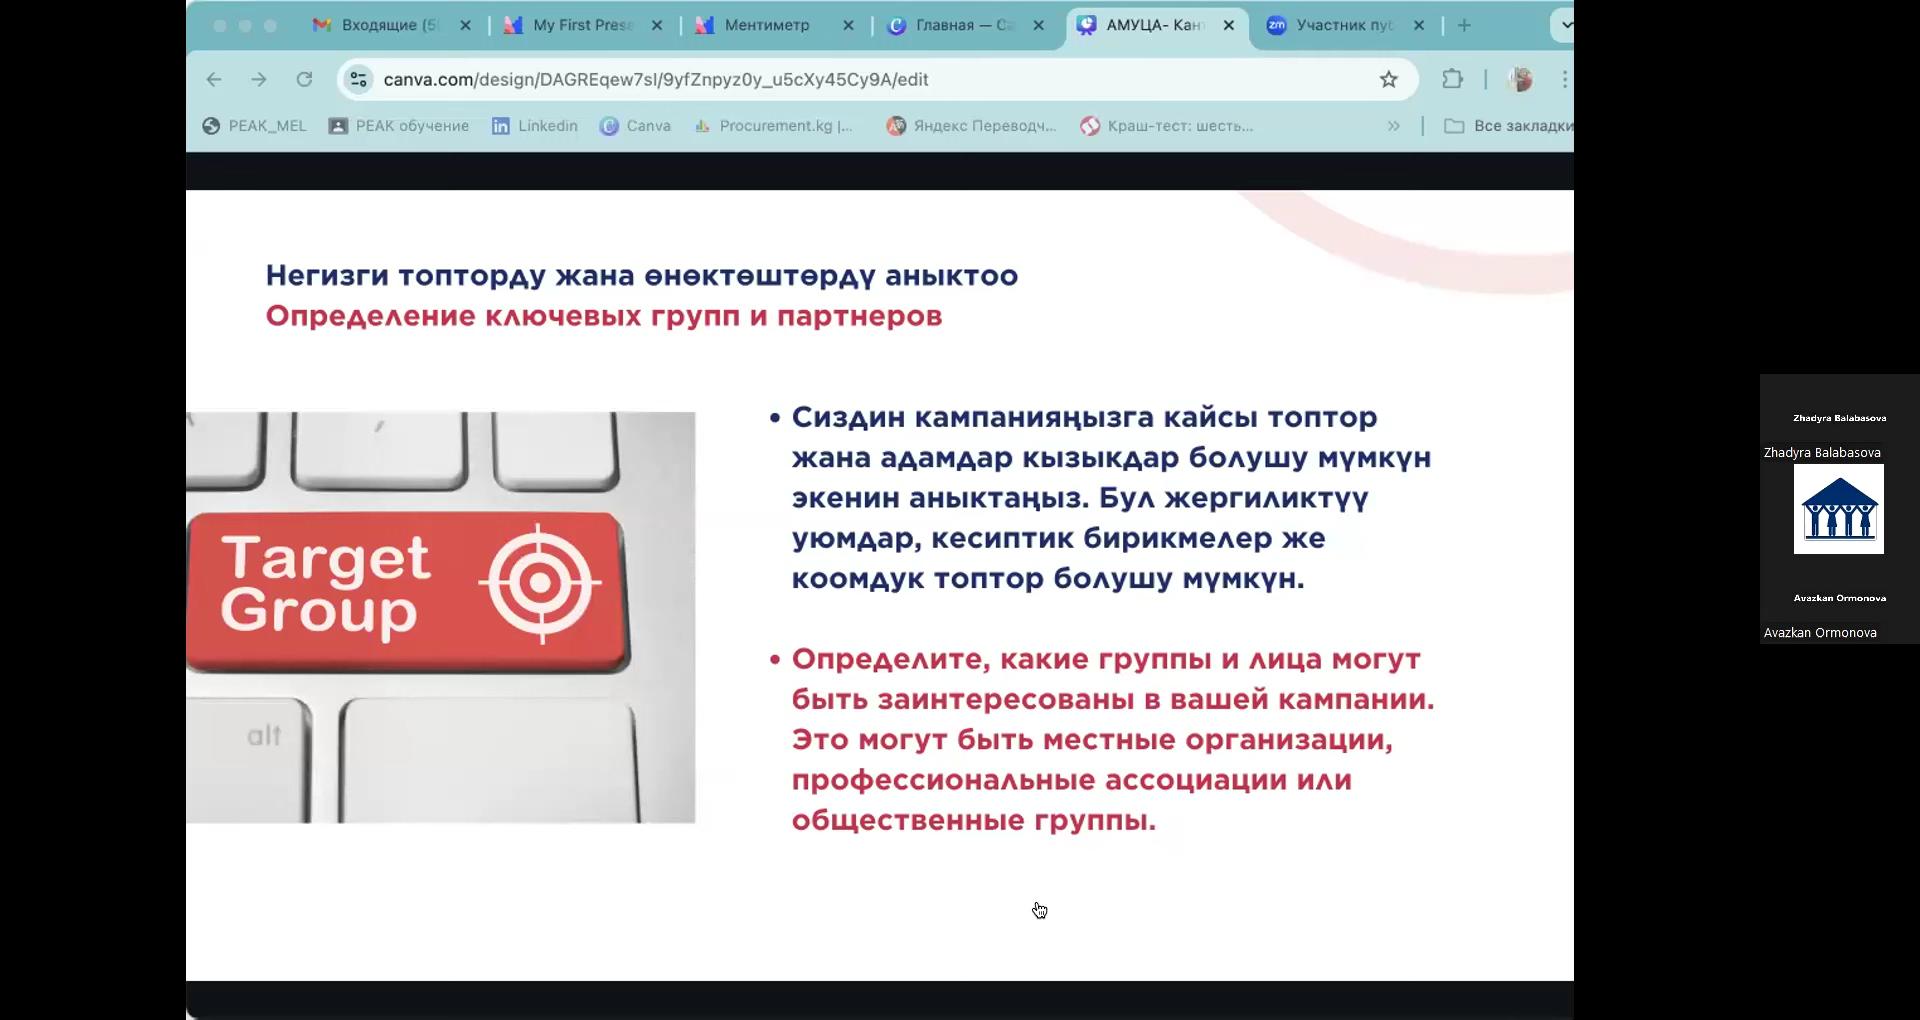 Входящие (5
My First Prese
Ментиметр
Главная — Ca
АМУЦА- Кан
Участник пуб
canva.com/design/DAGREqew7sI/9yfZnpyz0y_u5cXy45Cy9A/edit
PEAK_MEL
PEAK обучение
Linkedin
Canva
Procurement.kg |...
Яндекс Переводч...
Краш-тест: шесть...
Все закладки
Негизги топторду жана өнөктөштөрдү аныктоо
Определение ключевых групп и партнеров
Target
Group
alt
• Сиздин кампанияңызга кайсы топтор
жана адамдар кызыкдар болушу мүмкүн
экенин аныктаңыз. Бул жергиликтүү
уюмдар, кесиптик бирикмелер же
коомдук топтор болушу мүмкүн.
• Определите, какие группы и лица могут
быть заинтересованы в вашей кампании.
Это могут быть местные организации,
профессиональные ассоциации или
общественные группы.
Zhadyra Balabasova
Zhadyra Balabasova
Avazkan Ormonova
Avazkan Ormonova